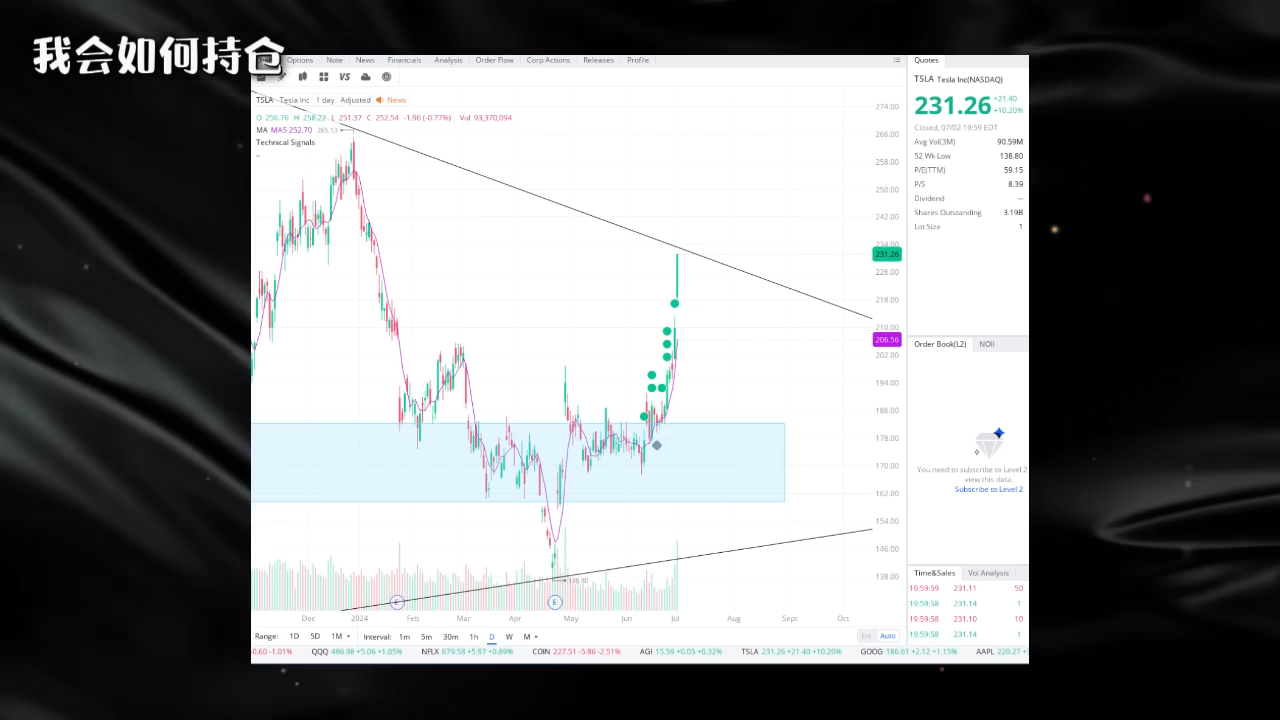 我会如何持仓
Options Note News Financials Analysis Order Flow Corp Actions Releases Profile
VS
TSLA Tesla Inc 1 day Adjusted News
O 256.76 H 258.22 L 251.37 C 252.54 -1.96 (-0.77%) Vol 93,370,094
MA MA5 252.70 265.13
Technical Signals
274.00
266.00
258.00
250.00
242.00
234.00
231.26
226.00
218.00
210.00
206.56
202.00
194.00
186.00
178.00
170.00
162.00
154.00
146.00
138.00
138.80
E E
Dec 2024 Feb Mar Apr May Jun Jul Aug Sept Oct
Range: 1D 5D 1M Interval: 1m 5m 30m 1h D W M Ext Auto
Quotes
TSLA Tesla Inc(NASDAQ)
231.26 +21.40
+10.20%
Closed, 07/02 19:59 EDT
Avg Vol(3M) 90.59M
52 Wk Low 138.80
P/E(TTM) 59.15
P/S 8.39
Dividend --
Shares Outstanding 3.19B
Lot Size 1
Order Book(L2) NOII
You need to subscribe to Level 2
view this data.
Subscribe to Level 2
Time&Sales Vol Analysis
19:59:59 231.11 50
19:59:58 231.14 1
19:59:58 231.10 10
19:59:58 231.14 1
-0.60 -1.01% QQQ 486.98 +5.06 +1.05% NFLX 679.58 +5.97 +0.89% COIN 227.51 -5.86 -2.51% AGI 15.59 +0.05 +0.32% TSLA 231.26 +21.40 +10.20% GOOG 186.61 +2.12 +1.15% AAPL 220.27 +